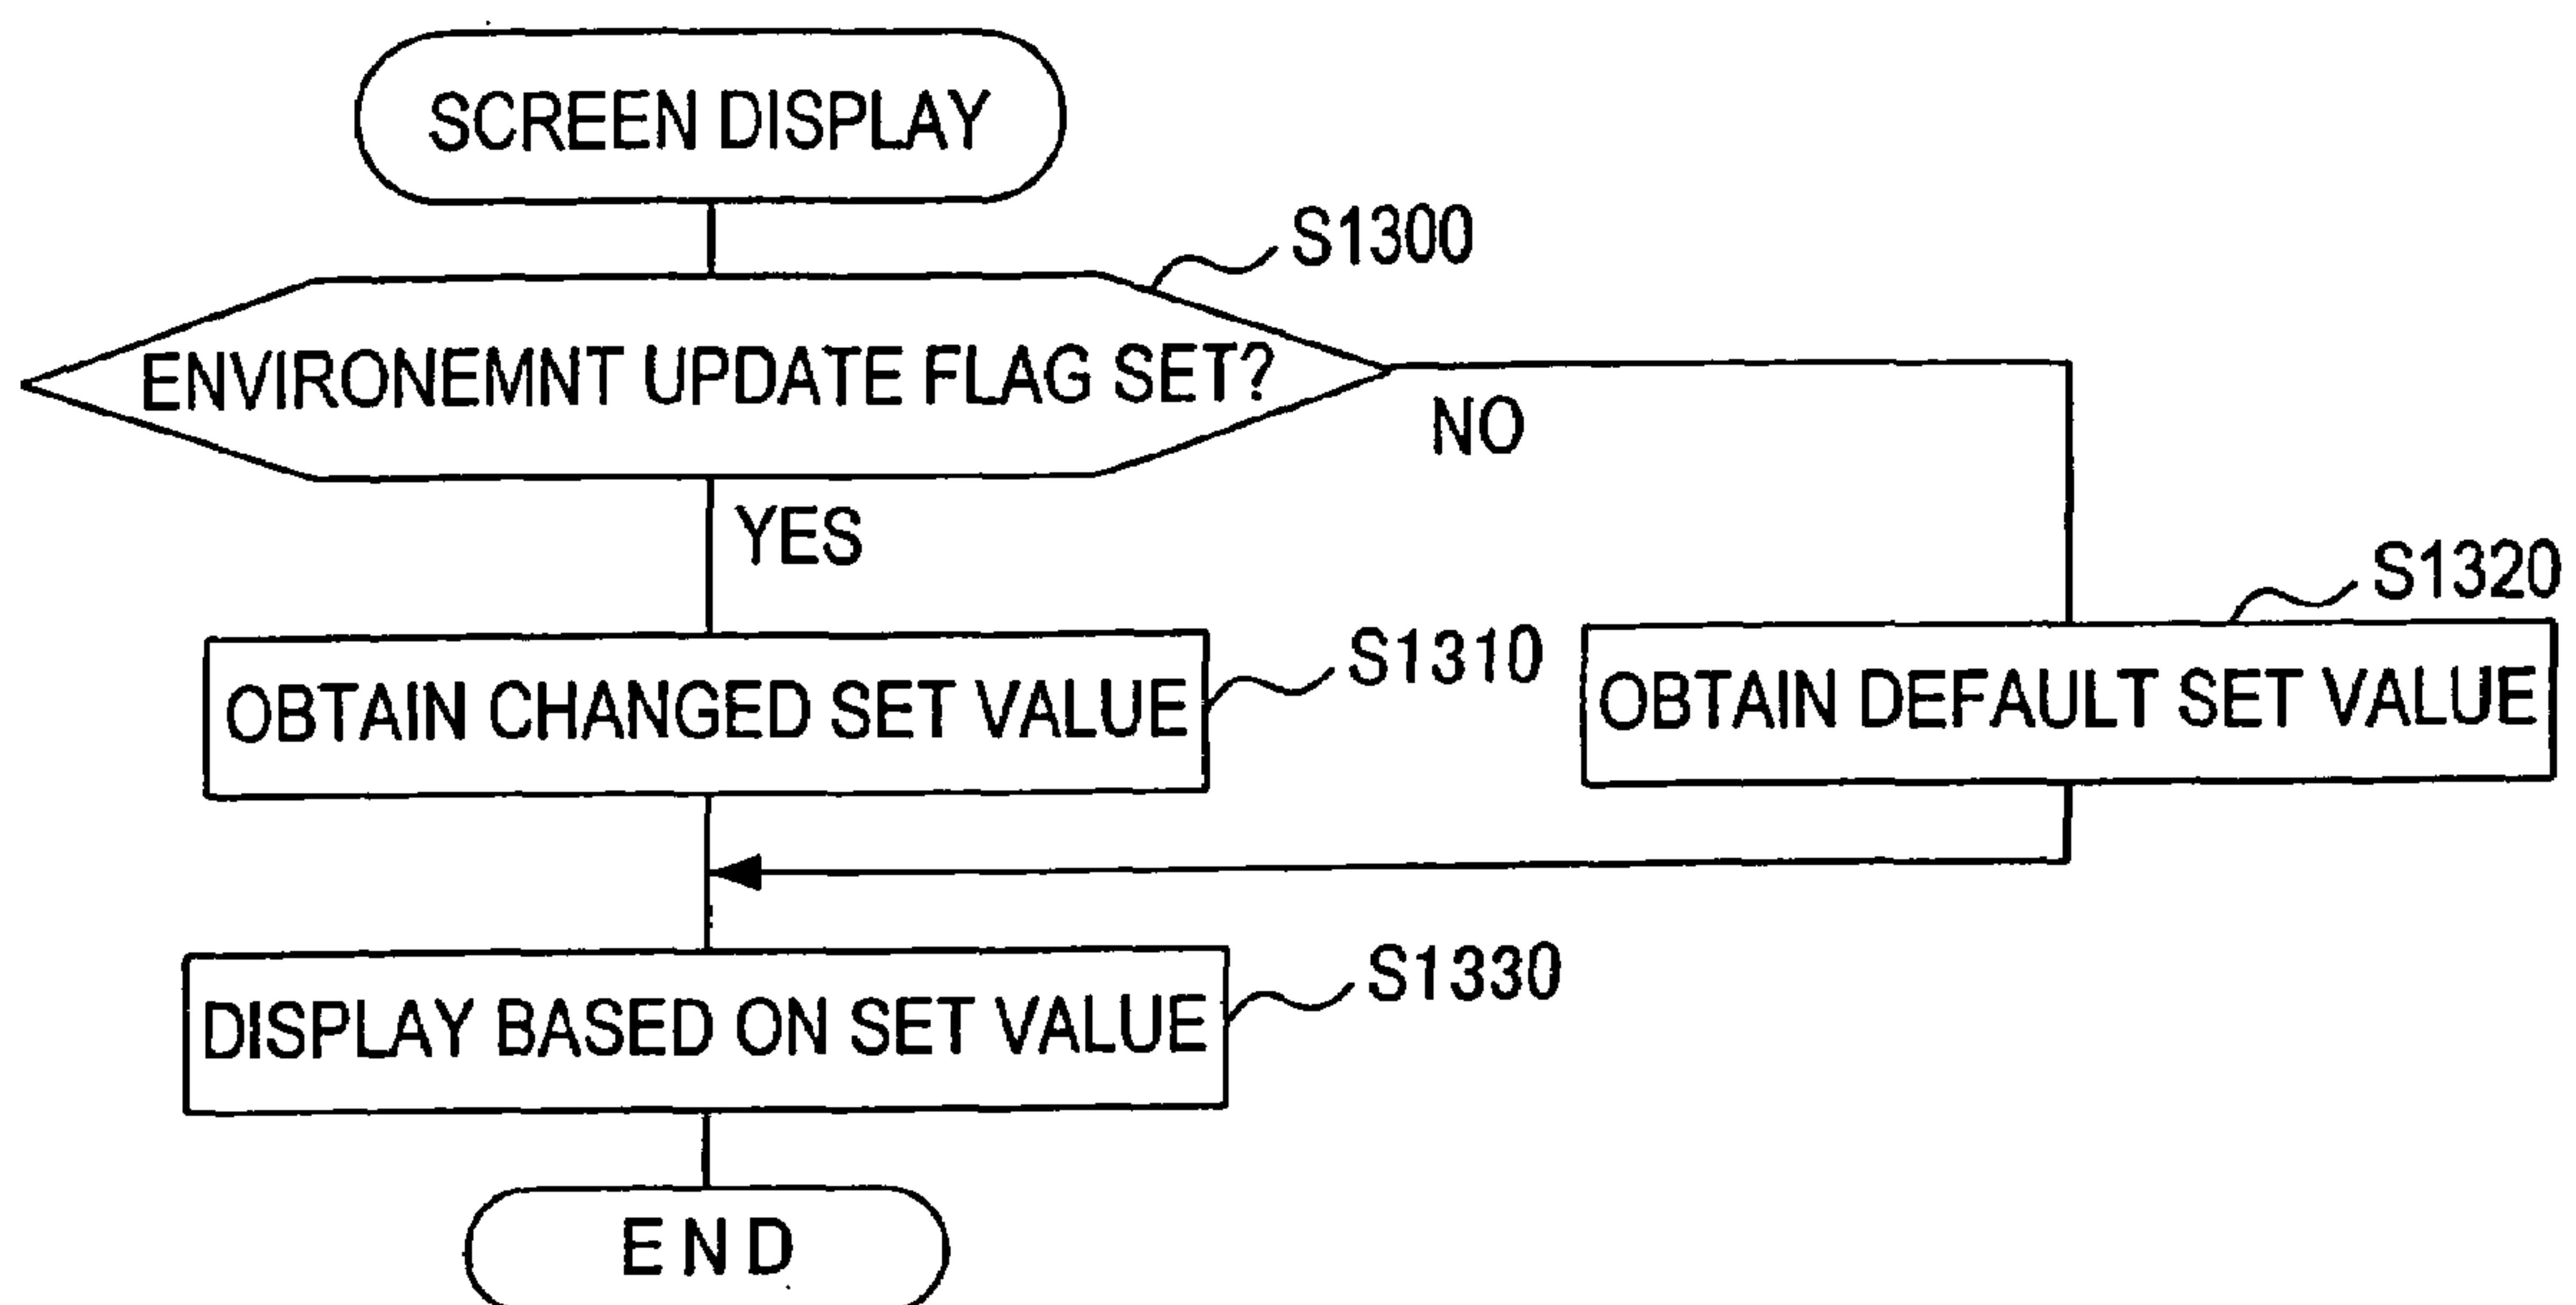 SCREEN DISPLAY
S1300
ENVIRONEMNT UPDATE FLAG SET?
NO
YES
S1320
S1310
OBTAIN CHANGED SET VALUE
OBTAIN DEFAULT SET VALUE
S1330
DISPLAY BASED ON SET VALUE
END